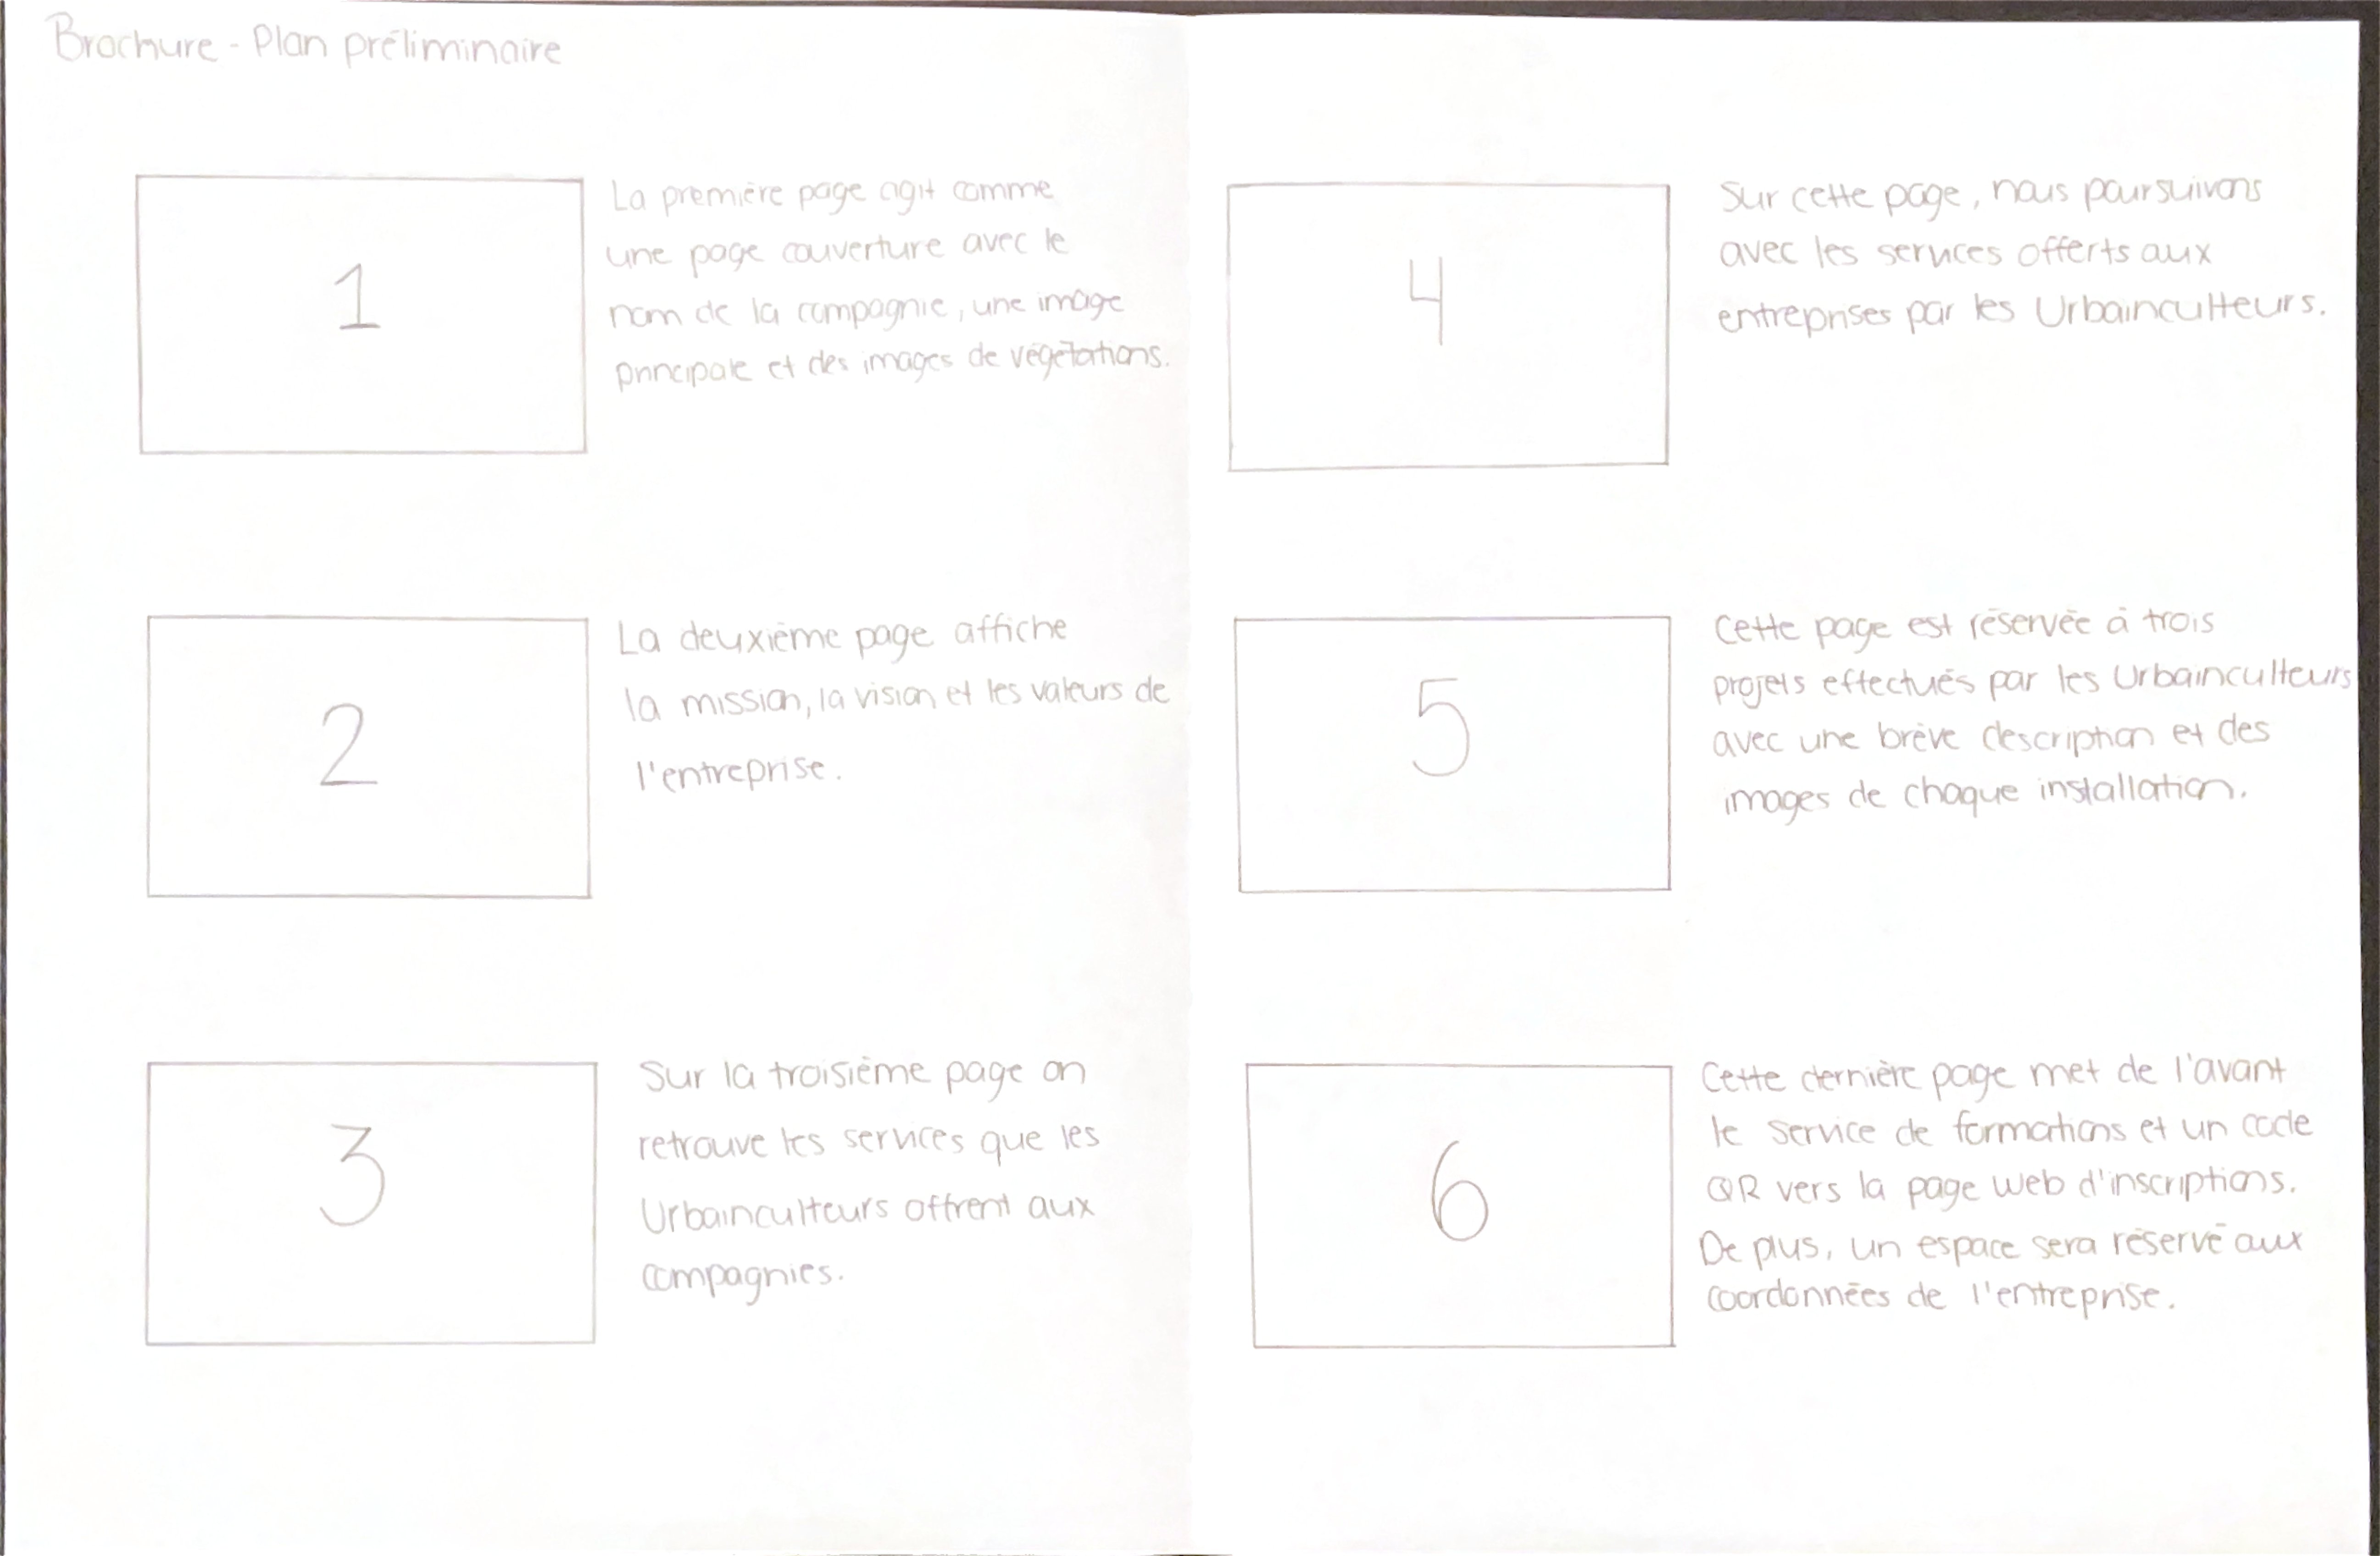 Brochure - Plan préliminaire
1
La première page agit comme
une page couverture avec le
nom de la compagnie, une image
principale et des images de végétations.
2
La deuxième page affiche
la mission, la vision et les valeurs de
l'entreprise.
3
Sur la troisième page on
retrouve les services que les
Urbainculteurs offrent aux
compagnies.
4
Sur cette page, nous poursuivons
avec les services offerts aux
entreprises par les Urbainculteurs.
5
Cette page est réservée à trois
projets effectués par les Urbainculteurs
avec une brève description et des
images de chaque installation.
6
Cette dernière page met de l'avant
le service de formations et un code
QR vers la page web d'inscriptions.
De plus, un espace sera réservé aux
coordonnées de l'entreprise.